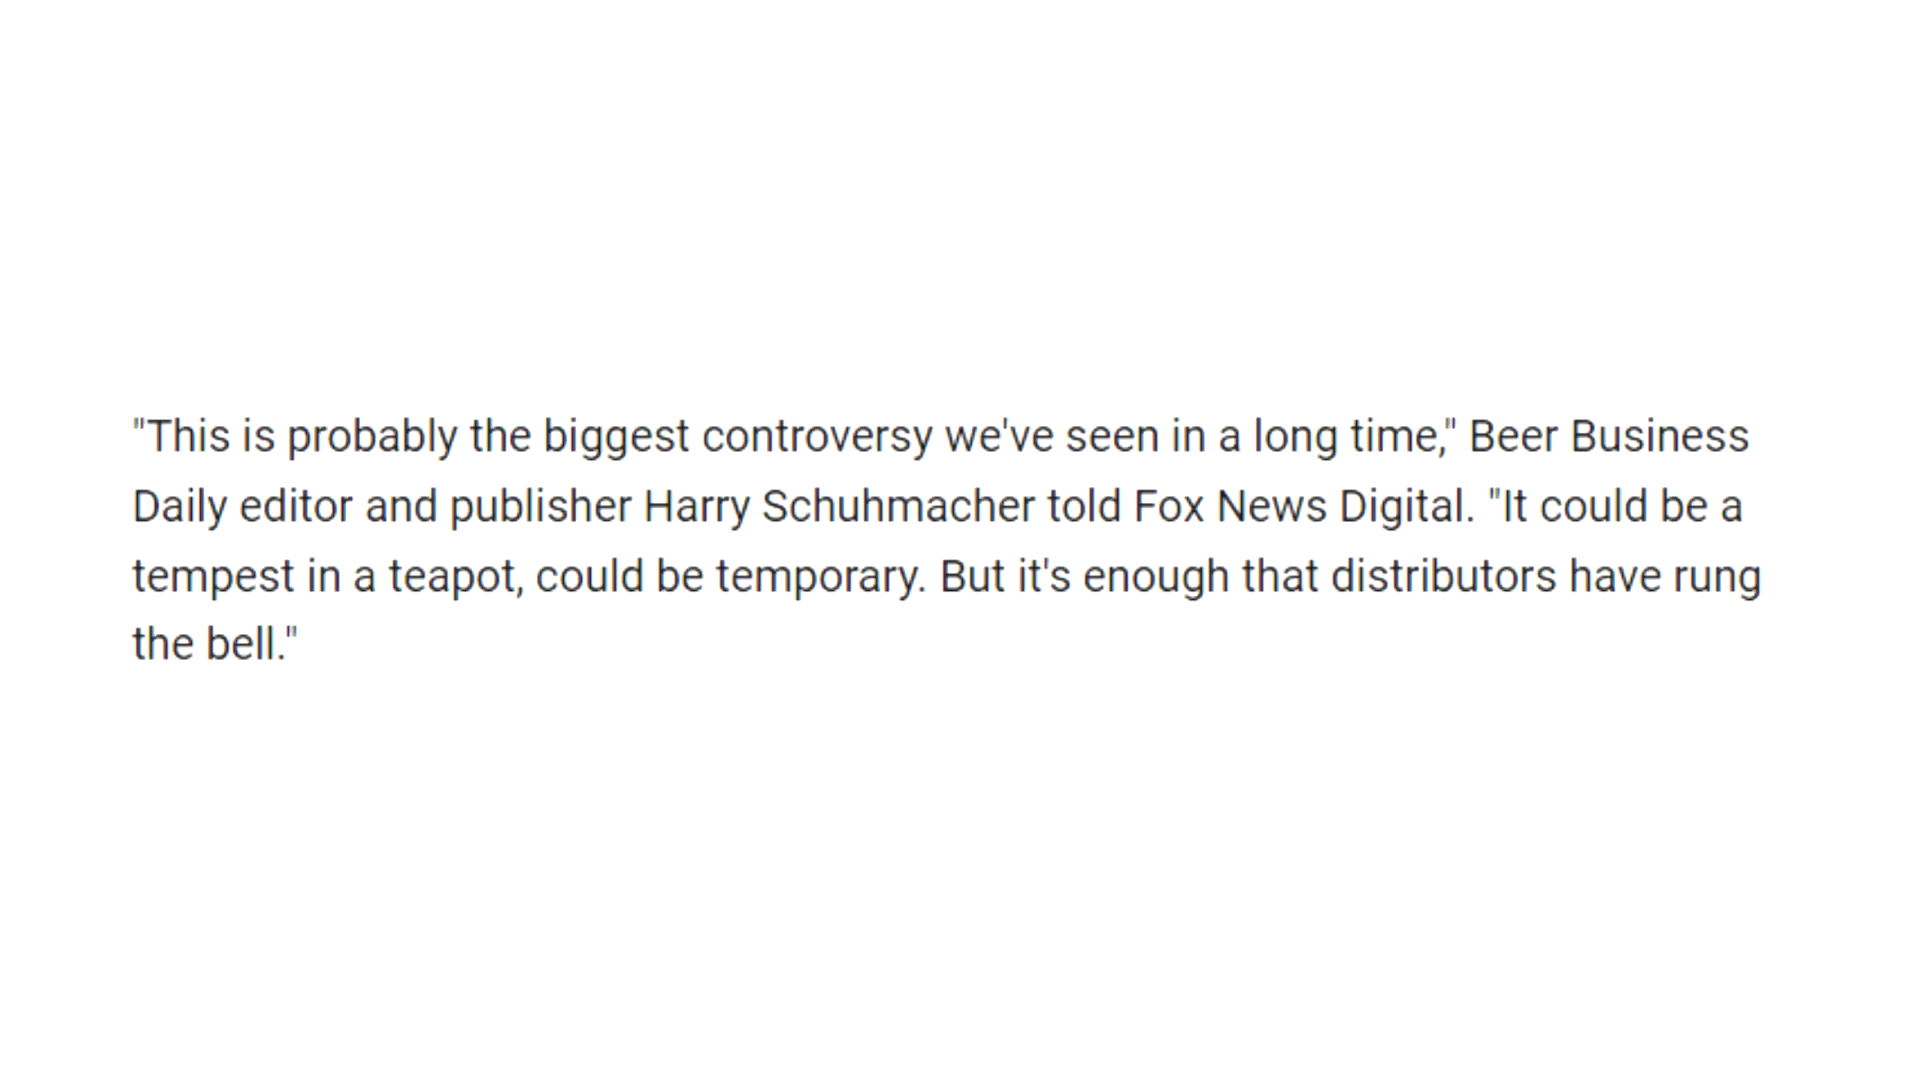 "This is probably the biggest controversy we've seen in a long time," Beer Business
Daily editor and publisher Harry Schuhmacher told Fox News Digital. "It could be a
tempest in a teapot, could be temporary. But it's enough that distributors have rung
the bell."